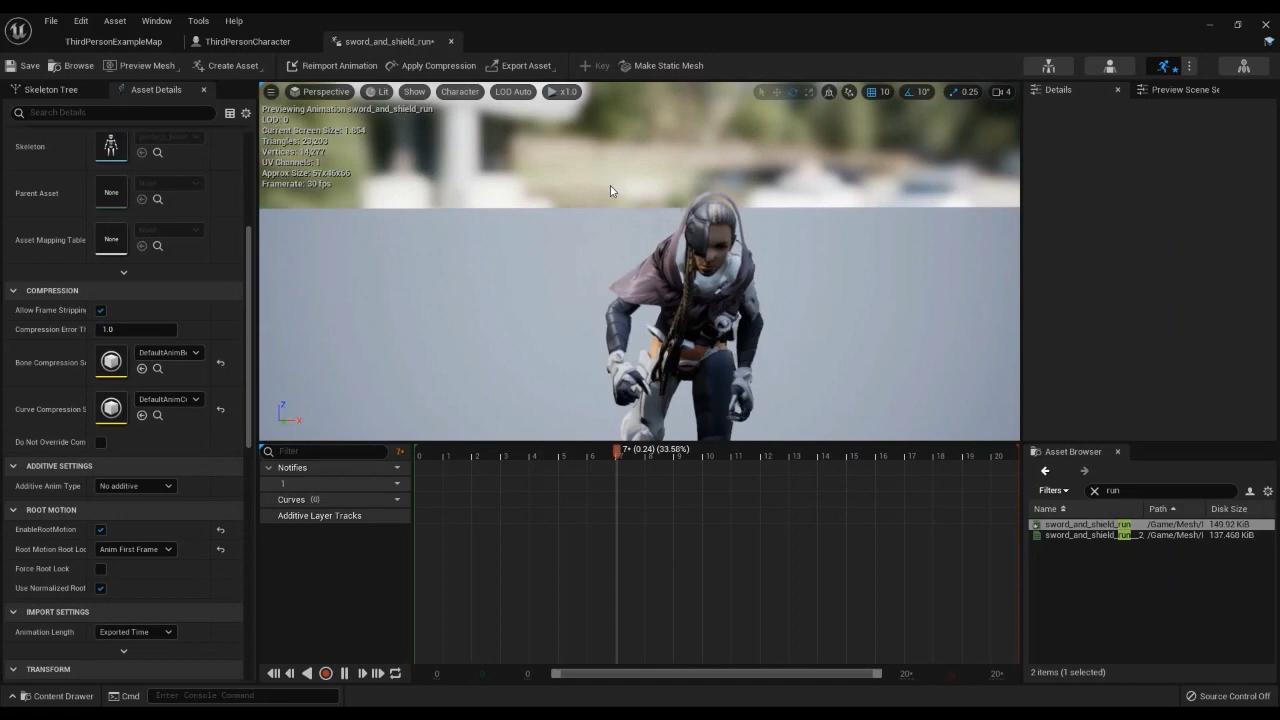 File Edit Asset Window Tools Help
ThirdPersonExampleMap ThirdPersonCharacter sword_and_shield_run*
Save Browse Preview Mesh Create Asset Reimport Animation Apply Compression Export Asset Key Make Static Mesh
Skeleton Tree Asset Details
Search Details
Skeleton
Parent Asset None None
Asset Mapping Table None None
COMPRESSION
Allow Frame Stripping
Compression Error T 1.0
Bone Compression S DefaultAnimB
Curve Compression S DefaultAnimC
Do Not Override Com
ADDITIVE SETTINGS
Additive Anim Type No additive
ROOT MOTION
EnableRootMotion
Root Motion Root Loc Anim First Frame
Force Root Lock
Use Normalized Root
IMPORT SETTINGS
Animation Length Exported Time
TRANSFORM
Perspective Lit Show Character LOD Auto x1.0 10 10° 0.25 4
Previewing Animation sword_and_shield_run
LOD: 0
Current Screen Size: 1.854
Triangles: 23,203
Vertices: 14,277
UV Channels: 1
Approx Size: 57x46x66
Framerate: 30 fps
Z
X
Filter 7*
7* (0.24) (33.58%)
0 1 2 3 4 5 6 7 8 9 10 11 12 13 14 15 16 17 18 19 20
Notifies
1
Curves (0)
Additive Layer Tracks
0 0 0 20* 20*
Details Preview Scene Se
Asset Browser
Filters run
Name Path Disk Size
sword_and_shield_run /Game/Mesh/I 149.92 KiB
sword_and_shield_run__2_ /Game/Mesh/I 137.468 KiB
2 items (1 selected)
Content Drawer Cmd Enter Console Command Source Control Off